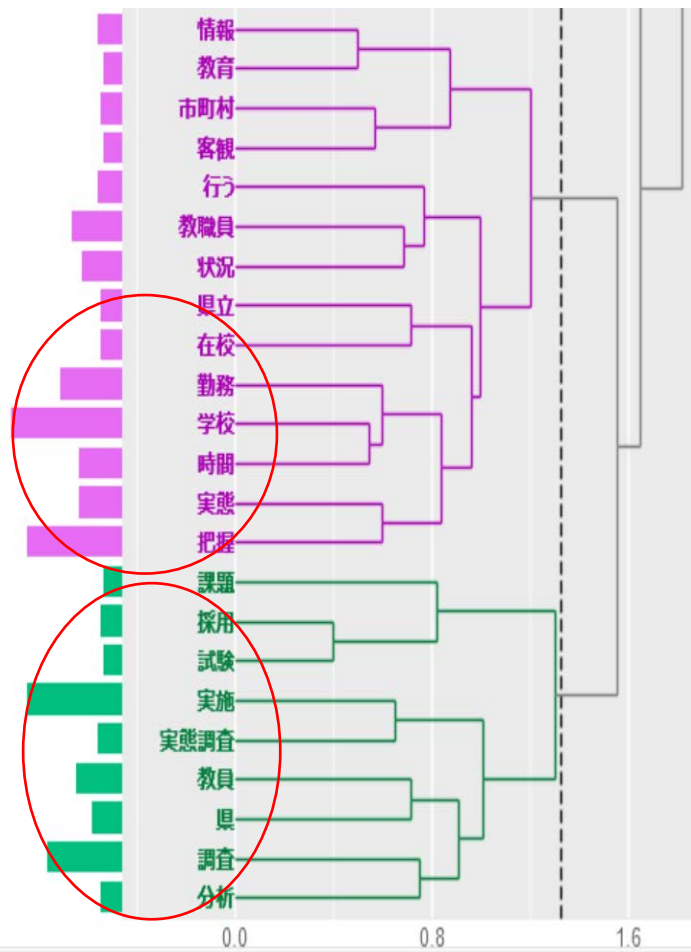 情報
教育
市町村
客観
行う
教職員
状況
県立
在校
勤務
学校
時間
実態
把握
課題
採用
試験
実施
実態調査
教員
県
調査
分析
0.0 0.8 1.6